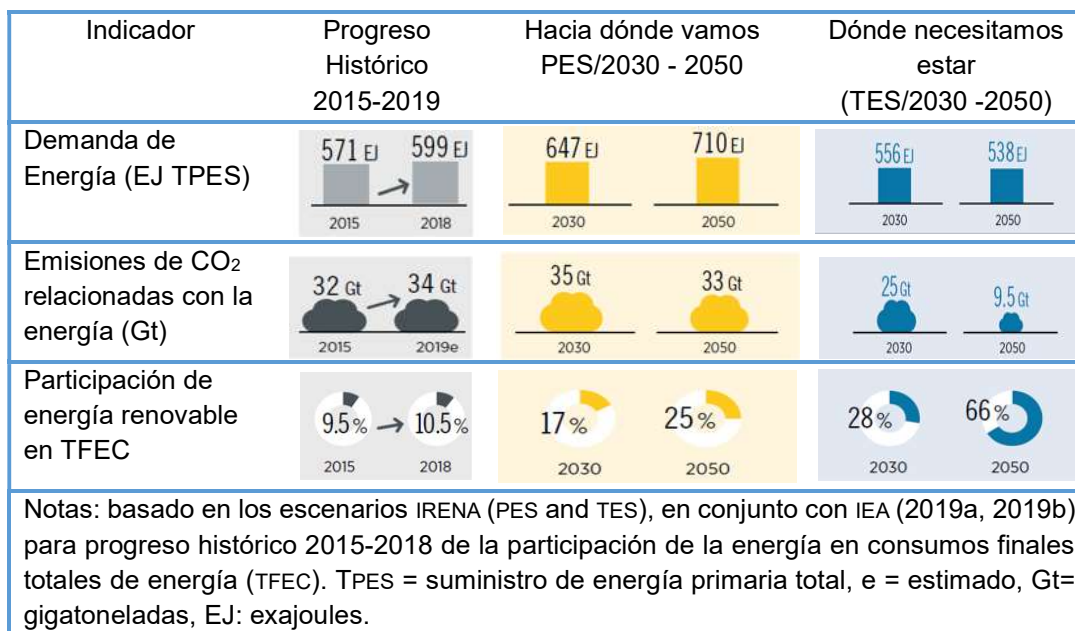 Indicador
Progreso
Histórico
2015-2019
Hacia dónde vamos
PES/2030 - 2050
Dónde necesitamos
estar
(TES/2030 -2050)
Demanda de
Energía (EJ TPES)
571 EJ 599 EJ
2015 2018
647 EJ 710 EJ
2030 2050
556 EJ 538 EJ
2030 2050
Emisiones de CO₂
relacionadas con la
energía (Gt)
32 Gt 34 Gt
2015 2019e
35 Gt 33 Gt
2030 2050
25 Gt 9.5 Gt
2030 2050
Participación de
energía renovable
en TFEC
9.5% 10.5%
2015 2018
17% 25%
2030 2050
28% 66%
2030 2050
Notas: basado en los escenarios IRENA (PES and TES), en conjunto con IEA (2019a, 2019b)
para progreso histórico 2015-2018 de la participación de la energía en consumos finales
totales de energía (TFEC). TPES = suministro de energía primaria total, e = estimado, Gt=
gigatoneladas, EJ: exajoules.